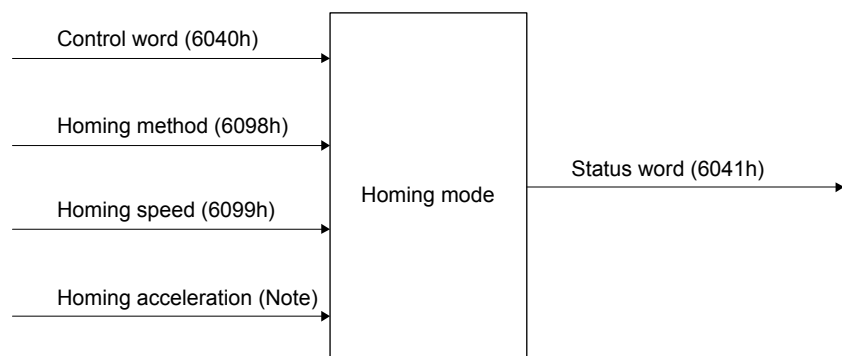 Control word (6040h)
Homing method (6098h)
Homing speed (6099h)
Homing acceleration (Note)
Homing mode
Status word (6041h)